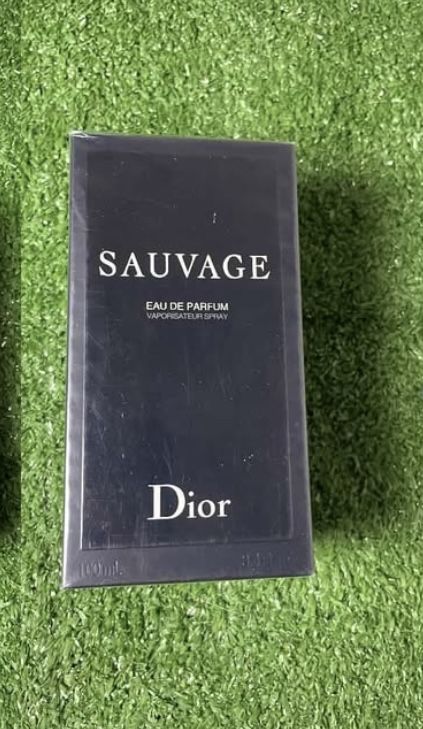 SAUVAGE
EAU DE PARFUM
VAPORISATEUR SPRAY
Dior
100 mL